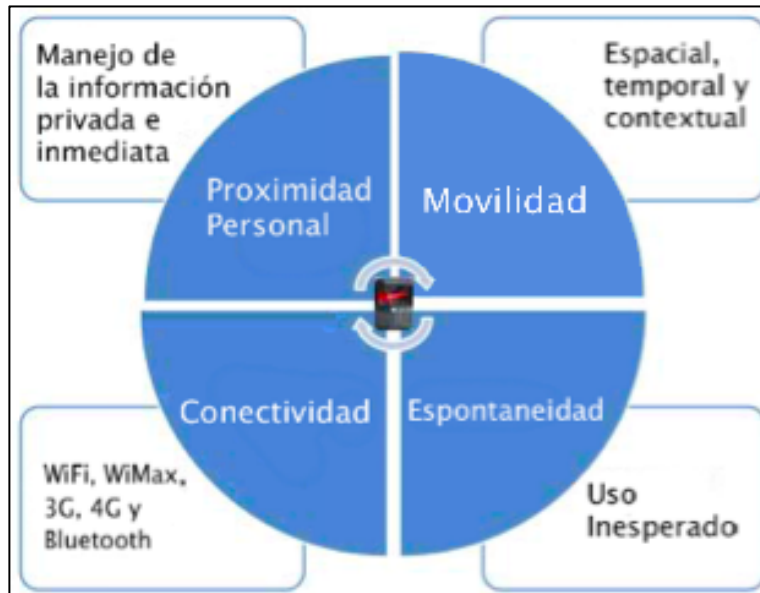 Manejo de
la información
privada e
inmediata
Espacial,
temporal y
contextual
Proximidad
Personal
Movilidad
Conectividad
Espontaneidad
WiFi, WiMax,
3G, 4G y
Bluetooth
Uso
Inesperado